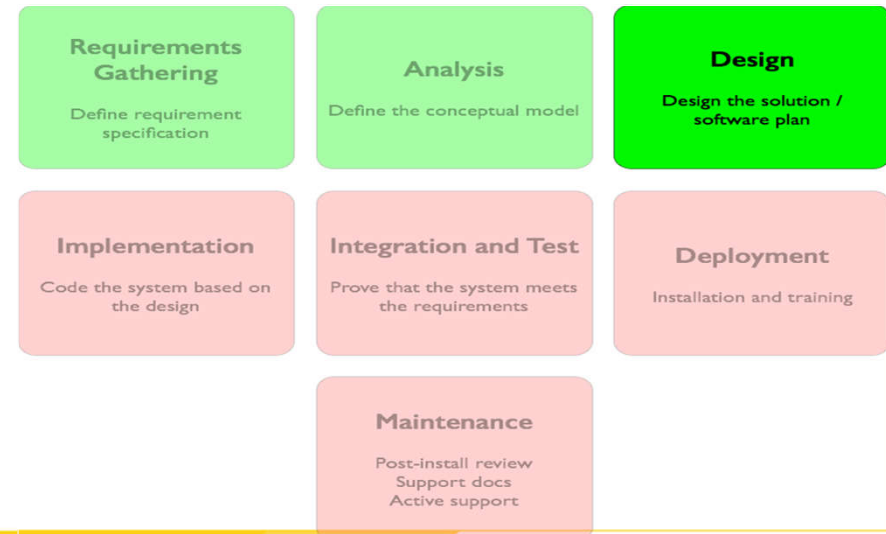 Requirements
Gathering
Define requirement
specification
Analysis
Define the conceptual model
Design
Design the solution /
software plan
Implementation
Code the system based on
the design
Integration and Test
Prove that the system meets
the requirements
Deployment
Installation and training
Maintenance
Post-install review
Support docs
Active support